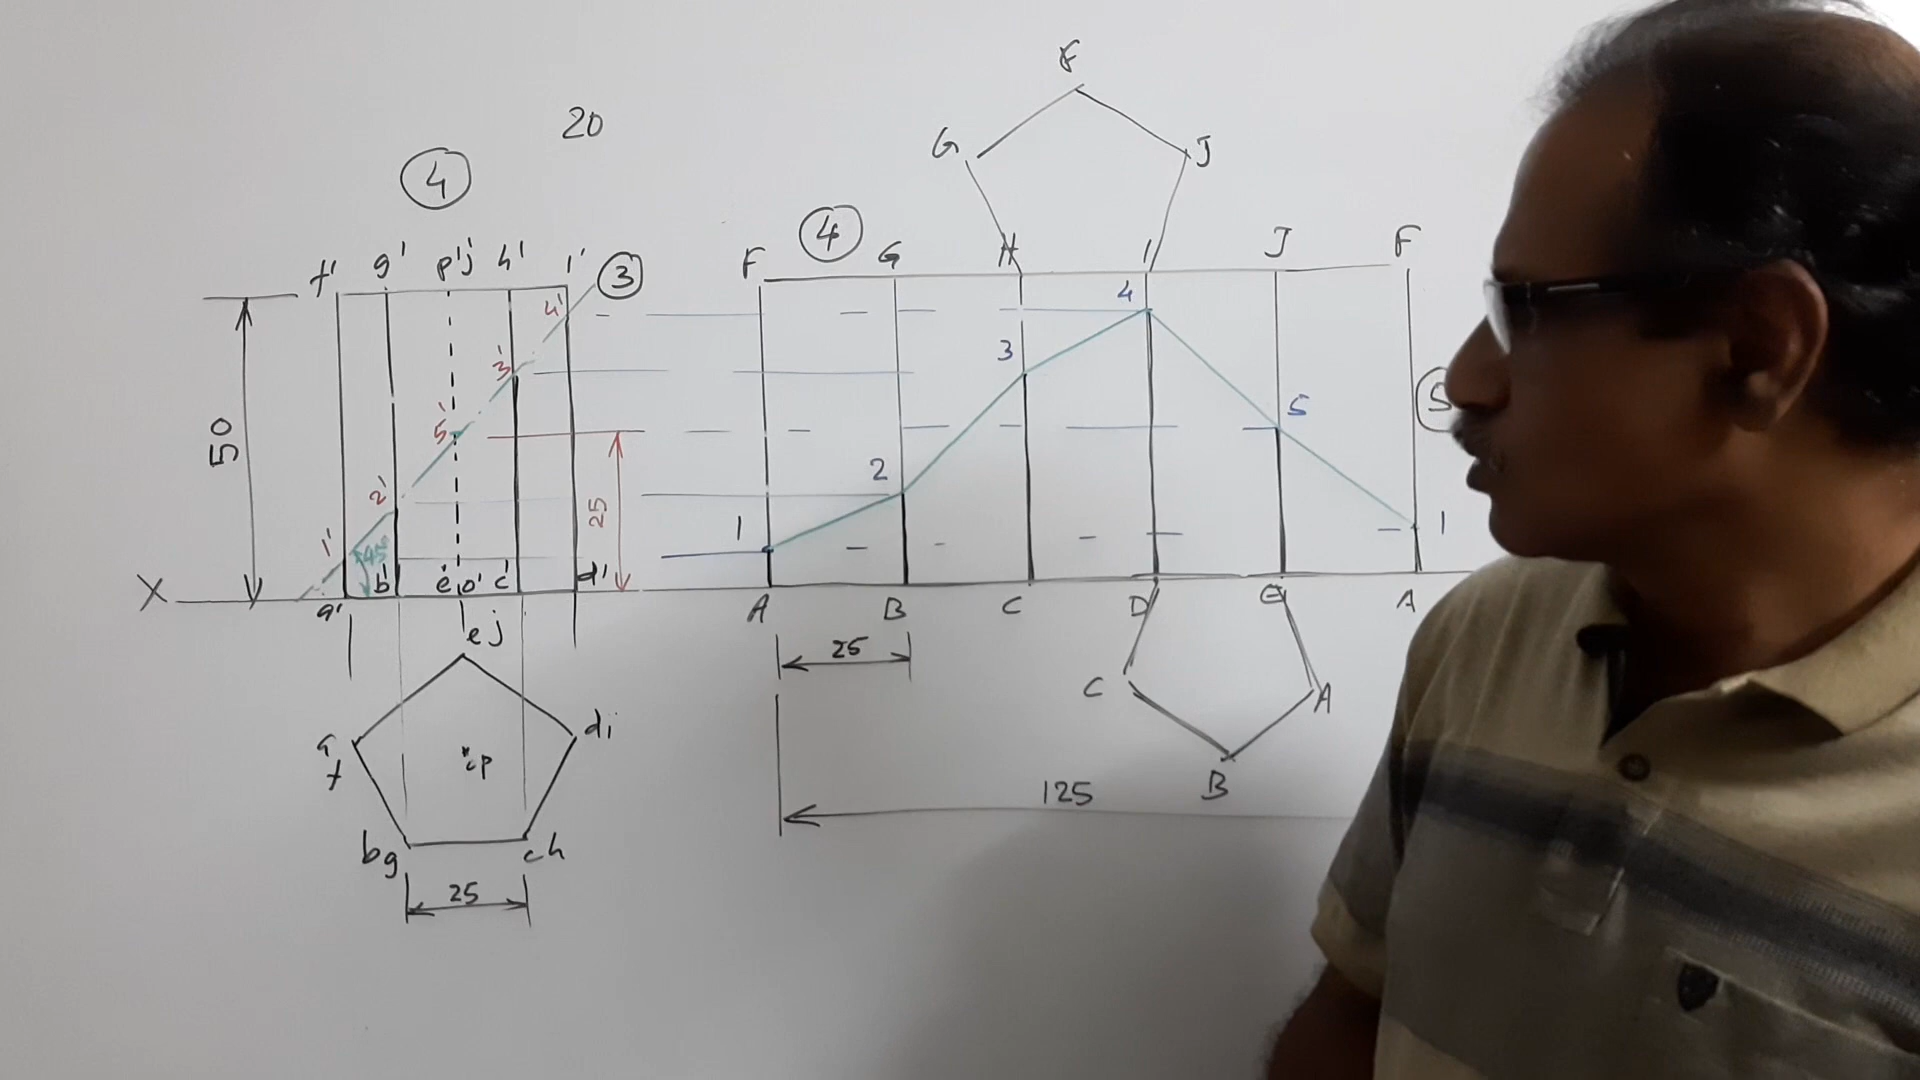 20
4
f' g' p'j' h' i' 3
50
4'
3'
5'
2'
1'
45°
25
X
a' b' e' o' c' d'
ej
a
f
di
p
bg
ch
25
F
G
J
4
F G H I J F
4
3
5
5
2
1
1
A B C D E A
25
C
A
B
125